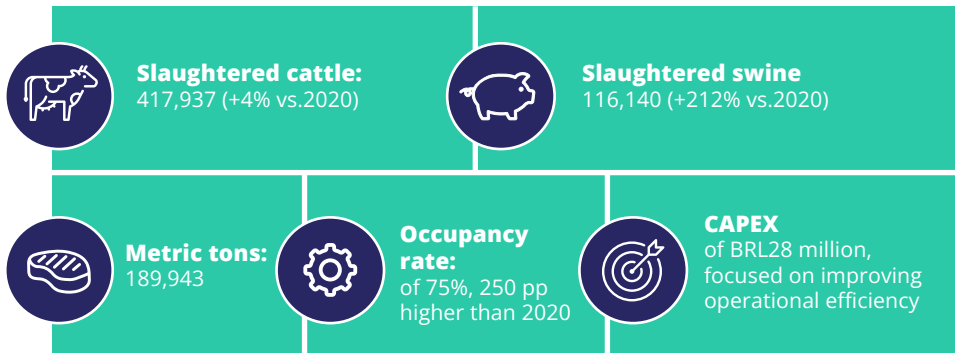 Slaughtered cattle:
417,937 (+4% vs.2020)
Slaughtered swine
116,140 (+212% vs.2020)
Metric tons:
189,943
Occupancy
rate:
of 75%, 250 pp
higher than 2020
CAPEX
of BRL28 million,
focused on improving
operational efficiency